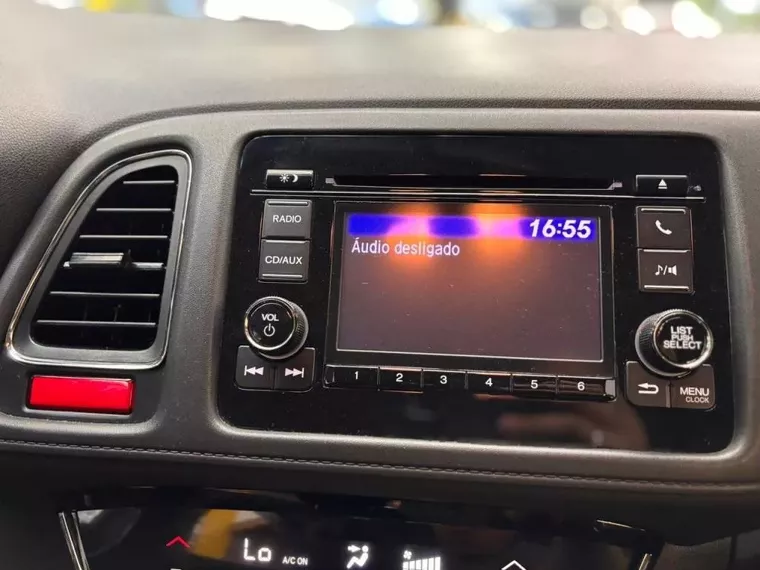 16:55
Áudio desligado
RADIO
CD/AUX
VOL
♪/
LIST
PUSH
SELECT
1 2 3 4 5 6
MENU
CLOCK
Lo
A/C ON